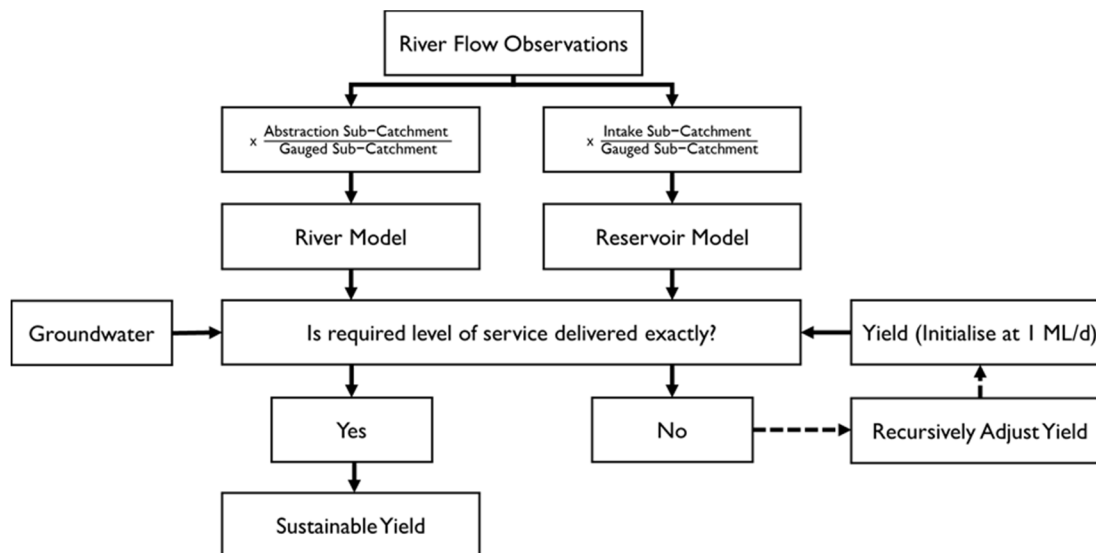 River Flow Observations
x Abstraction Sub-Catchment
Gauged Sub-Catchment
x Intake Sub-Catchment
Gauged Sub-Catchment
River Model
Reservoir Model
Groundwater
Is required level of service delivered exactly?
Yield (Initialise at 1 ML/d)
Yes
No
Recursively Adjust Yield
Sustainable Yield